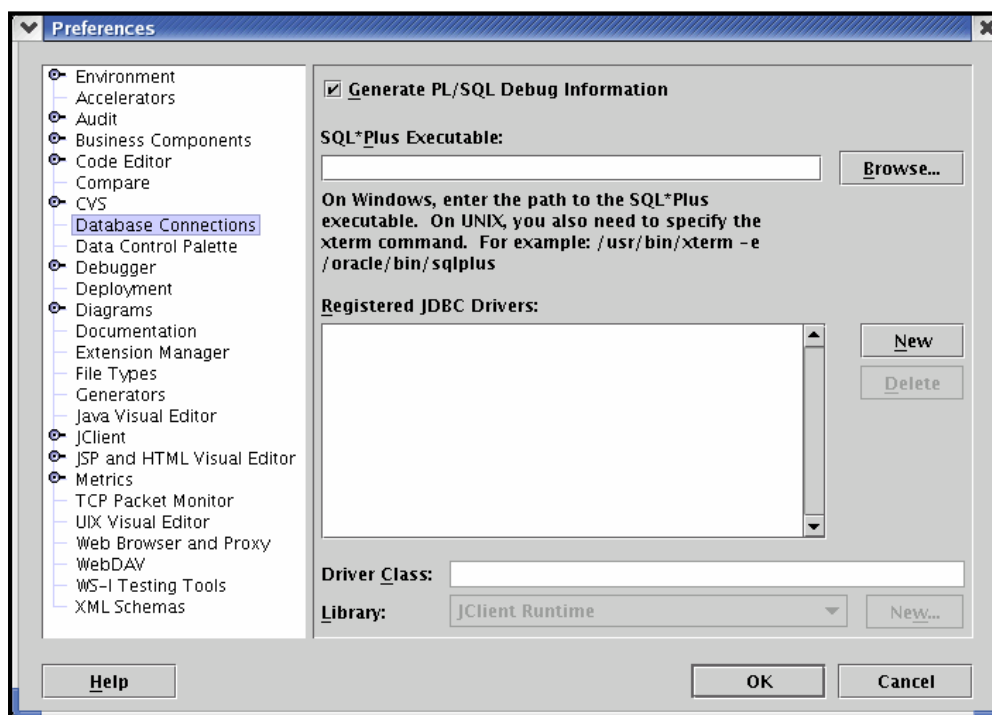 Preferences
Environment
Accelerators
Audit
Business Components
Code Editor
Compare
CVS
Database Connections
Data Control Palette
Debugger
Deployment
Diagrams
Documentation
Extension Manager
File Types
Generators
Java Visual Editor
JClient
JSP and HTML Visual Editor
Metrics
TCP Packet Monitor
UIX Visual Editor
Web Browser and Proxy
WebDAV
WS-I Testing Tools
XML Schemas
Generate PL/SQL Debug Information
SQL*Plus Executable:
Browse...
On Windows, enter the path to the SQL*Plus
executable. On UNIX, you also need to specify the
xterm command. For example: /usr/bin/xterm -e
/oracle/bin/sqlplus
Registered JDBC Drivers:
New
Delete
Driver Class:
Library:
JClient Runtime
New...
Help
OK
Cancel